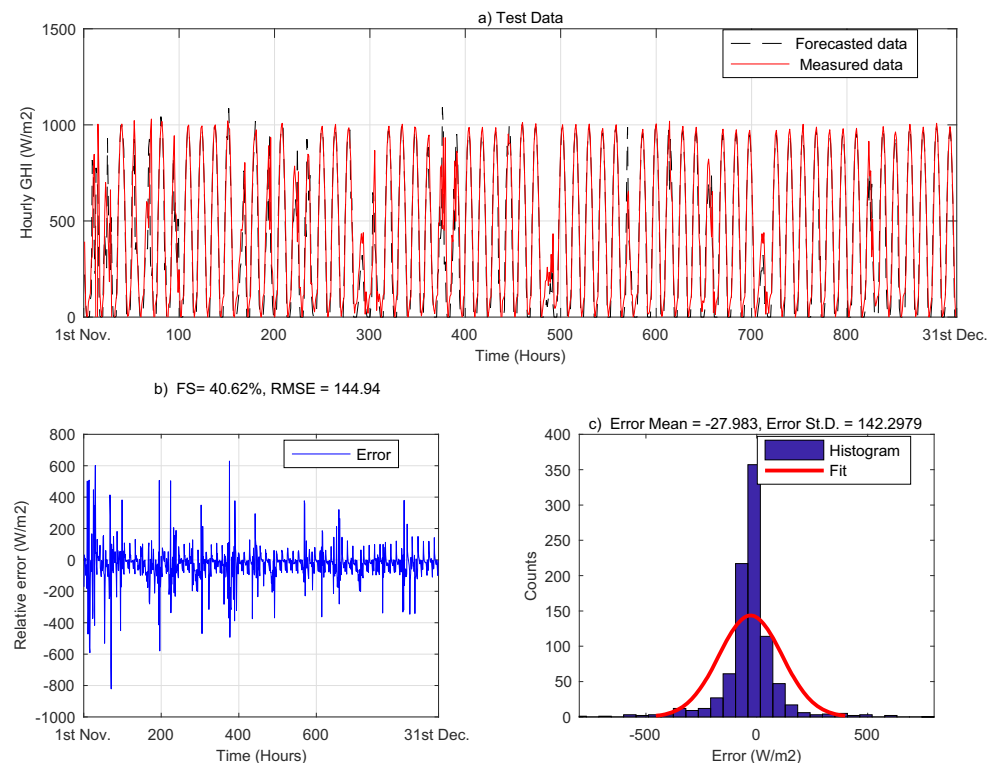 a) Test Data
1500
1000
500
0
Hourly GHI (W/m2)
Forecasted data
Measured data
1st Nov.
100
200
300
400
500
600
700
800
31st Dec.
Time (Hours)
b) FS= 40.62%, RMSE = 144.94
800
600
400
200
0
-200
-400
-600
-800
-1000
Relative error (W/m2)
Error
1st Nov.
200
400
600
31st Dec.
Time (Hours)
c) Error Mean = -27.983, Error St.D. = 142.2979
400
350
300
250
200
150
100
50
0
Counts
Histogram
Fit
-500
0
500
Error (W/m2)